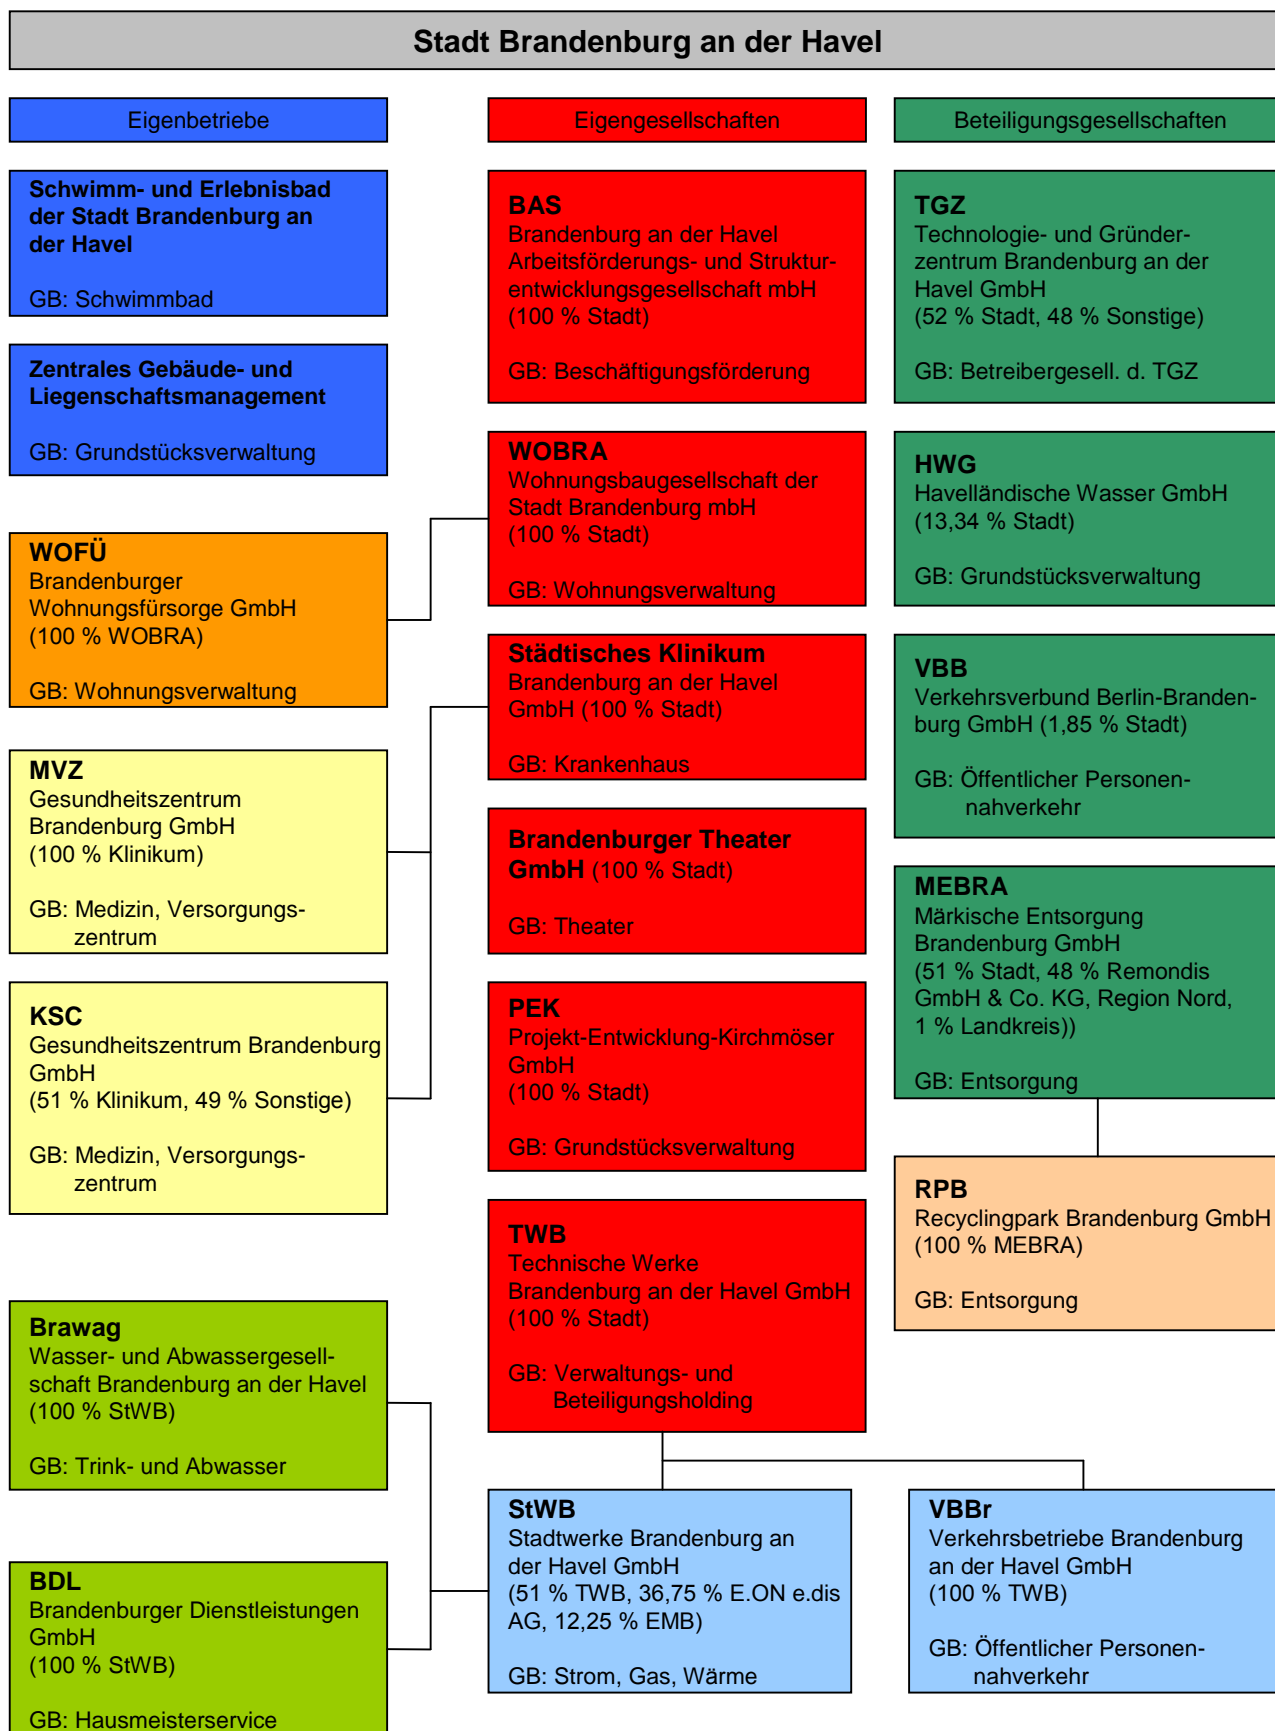 Stadt Brandenburg an der Havel
Eigenbetriebe
Schwimm- und Erlebnisbad
der Stadt Brandenburg an
der Havel
GB: Schwimmbad
Zentrales Gebäude- und
Liegenschaftsmanagement
GB: Grundstücksverwaltung
WOFÜ
Brandenburger
Wohnungsfürsorge GmbH
(100 % WOBRA)
GB: Wohnungsverwaltung
MVZ
Gesundheitszentrum
Brandenburg GmbH
(100 % Klinikum)
GB: Medizin, Versorgungs-
zentrum
KSC
Gesundheitszentrum Brandenburg
GmbH
(51 % Klinikum, 49 % Sonstige)
GB: Medizin, Versorgungs-
zentrum
Brawag
Wasser- und Abwassergesell-
schaft Brandenburg an der Havel
(100 % StWB)
GB: Trink- und Abwasser
BDL
Brandenburger Dienstleistungen
GmbH
(100 % StWB)
GB: Hausmeisterservice
Eigengesellschaften
BAS
Brandenburg an der Havel
Arbeitsförderungs- und Struktur-
entwicklungsgesellschaft mbH
(100 % Stadt)
GB: Beschäftigungsförderung
WOBRA
Wohnungsbaugesellschaft der
Stadt Brandenburg mbH
(100 % Stadt)
GB: Wohnungsverwaltung
Städtisches Klinikum
Brandenburg an der Havel
GmbH (100 % Stadt)
GB: Krankenhaus
Brandenburger Theater
GmbH (100 % Stadt)
GB: Theater
PEK
Projekt-Entwicklung-Kirchmöser
GmbH
(100 % Stadt)
GB: Grundstücksverwaltung
TWB
Technische Werke
Brandenburg an der Havel GmbH
(100 % Stadt)
GB: Verwaltungs- und
Beteiligungsholding
StWB
Stadtwerke Brandenburg an
der Havel GmbH
(51 % TWB, 36,75 % E.ON e.dis
AG, 12,25 % EMB)
GB: Strom, Gas, Wärme
Beteiligungsgesellschaften
TGZ
Technologie- und Gründer-
zentrum Brandenburg an der
Havel GmbH
(52 % Stadt, 48 % Sonstige)
GB: Betreibergesell. d. TGZ
HWG
Havelländische Wasser GmbH
(13,34 % Stadt)
GB: Grundstücksverwaltung
VBB
Verkehrsverbund Berlin-Branden-
burg GmbH (1,85 % Stadt)
GB: Öffentlicher Personen-
nahverkehr
MEBRA
Märkische Entsorgung
Brandenburg GmbH
(51 % Stadt, 48 % Remondis
GmbH & Co. KG, Region Nord,
1 % Landkreis))
GB: Entsorgung
RPB
Recyclingpark Brandenburg GmbH
(100 % MEBRA)
GB: Entsorgung
VBBr
Verkehrsbetriebe Brandenburg
an der Havel GmbH
(100 % TWB)
GB: Öffentlicher Personen-
nahverkehr